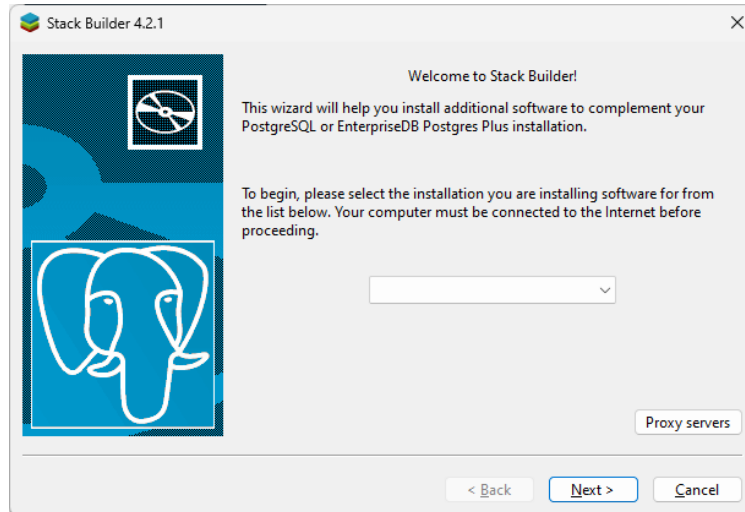 Stack Builder 4.2.1
Welcome to Stack Builder!
This wizard will help you install additional software to complement your
PostgreSQL or EnterpriseDB Postgres Plus installation.
To begin, please select the installation you are installing software for from
the list below. Your computer must be connected to the Internet before
proceeding.
Proxy servers
< Back
Next >
Cancel